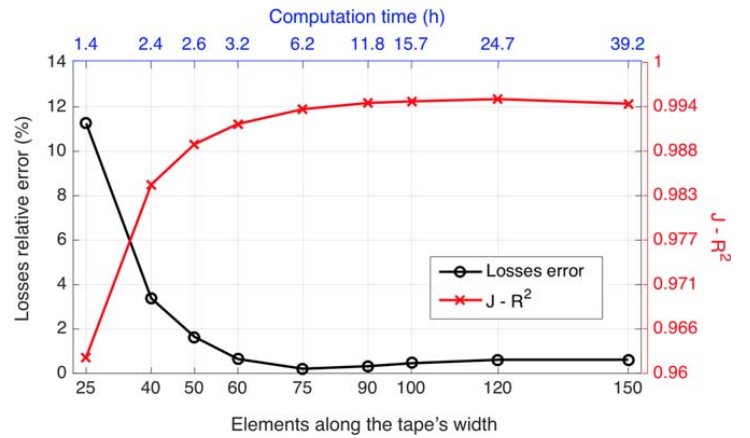 Computation time (h)
1.4 2.4 2.6 3.2 6.2 11.8 15.7 24.7 39.2
14 1
12 0.994
10 0.988
8 0.983
6 0.977
4 0.971
2 0.966
0 0.96
Losses relative error (%)
J - R²
Losses error
J - R²
25 40 50 60 75 90 100 120 150
Elements along the tape's width